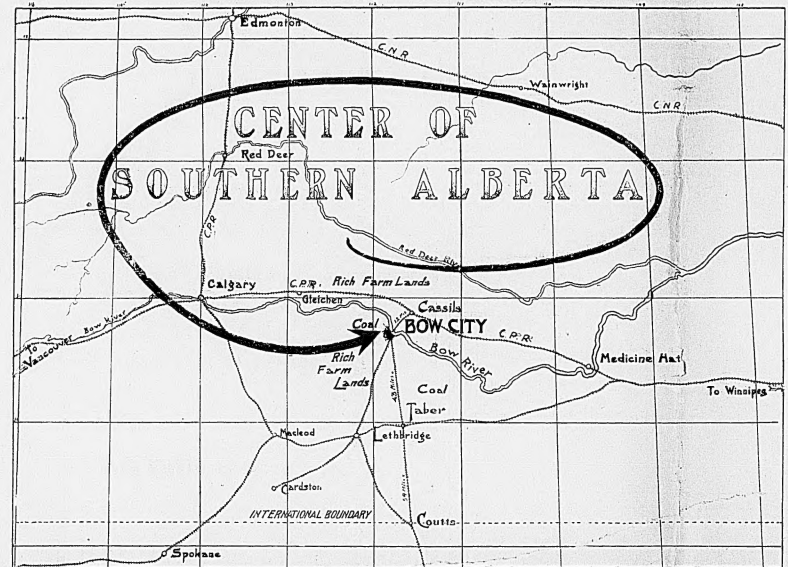 Edmonton
C.N.R
Wainwright
C.N.R
CENTER OF
Red Deer
SOUTHERN ALBERTA
C.P.R
Red Deer Riv
Calgary
C.P.R. Rich Farm Lands
Gleichen
Cassils
Coal
BOW CITY
Bow River
To
Vancouver
C.P.R.
Rich
Farm
Lands
Bow River
Medicine Hat
Coal
To Winnipeg
Taber
Macleod
Lethbridge
Cardston
INTERNATIONAL BOUNDARY
Coutts
Spokane